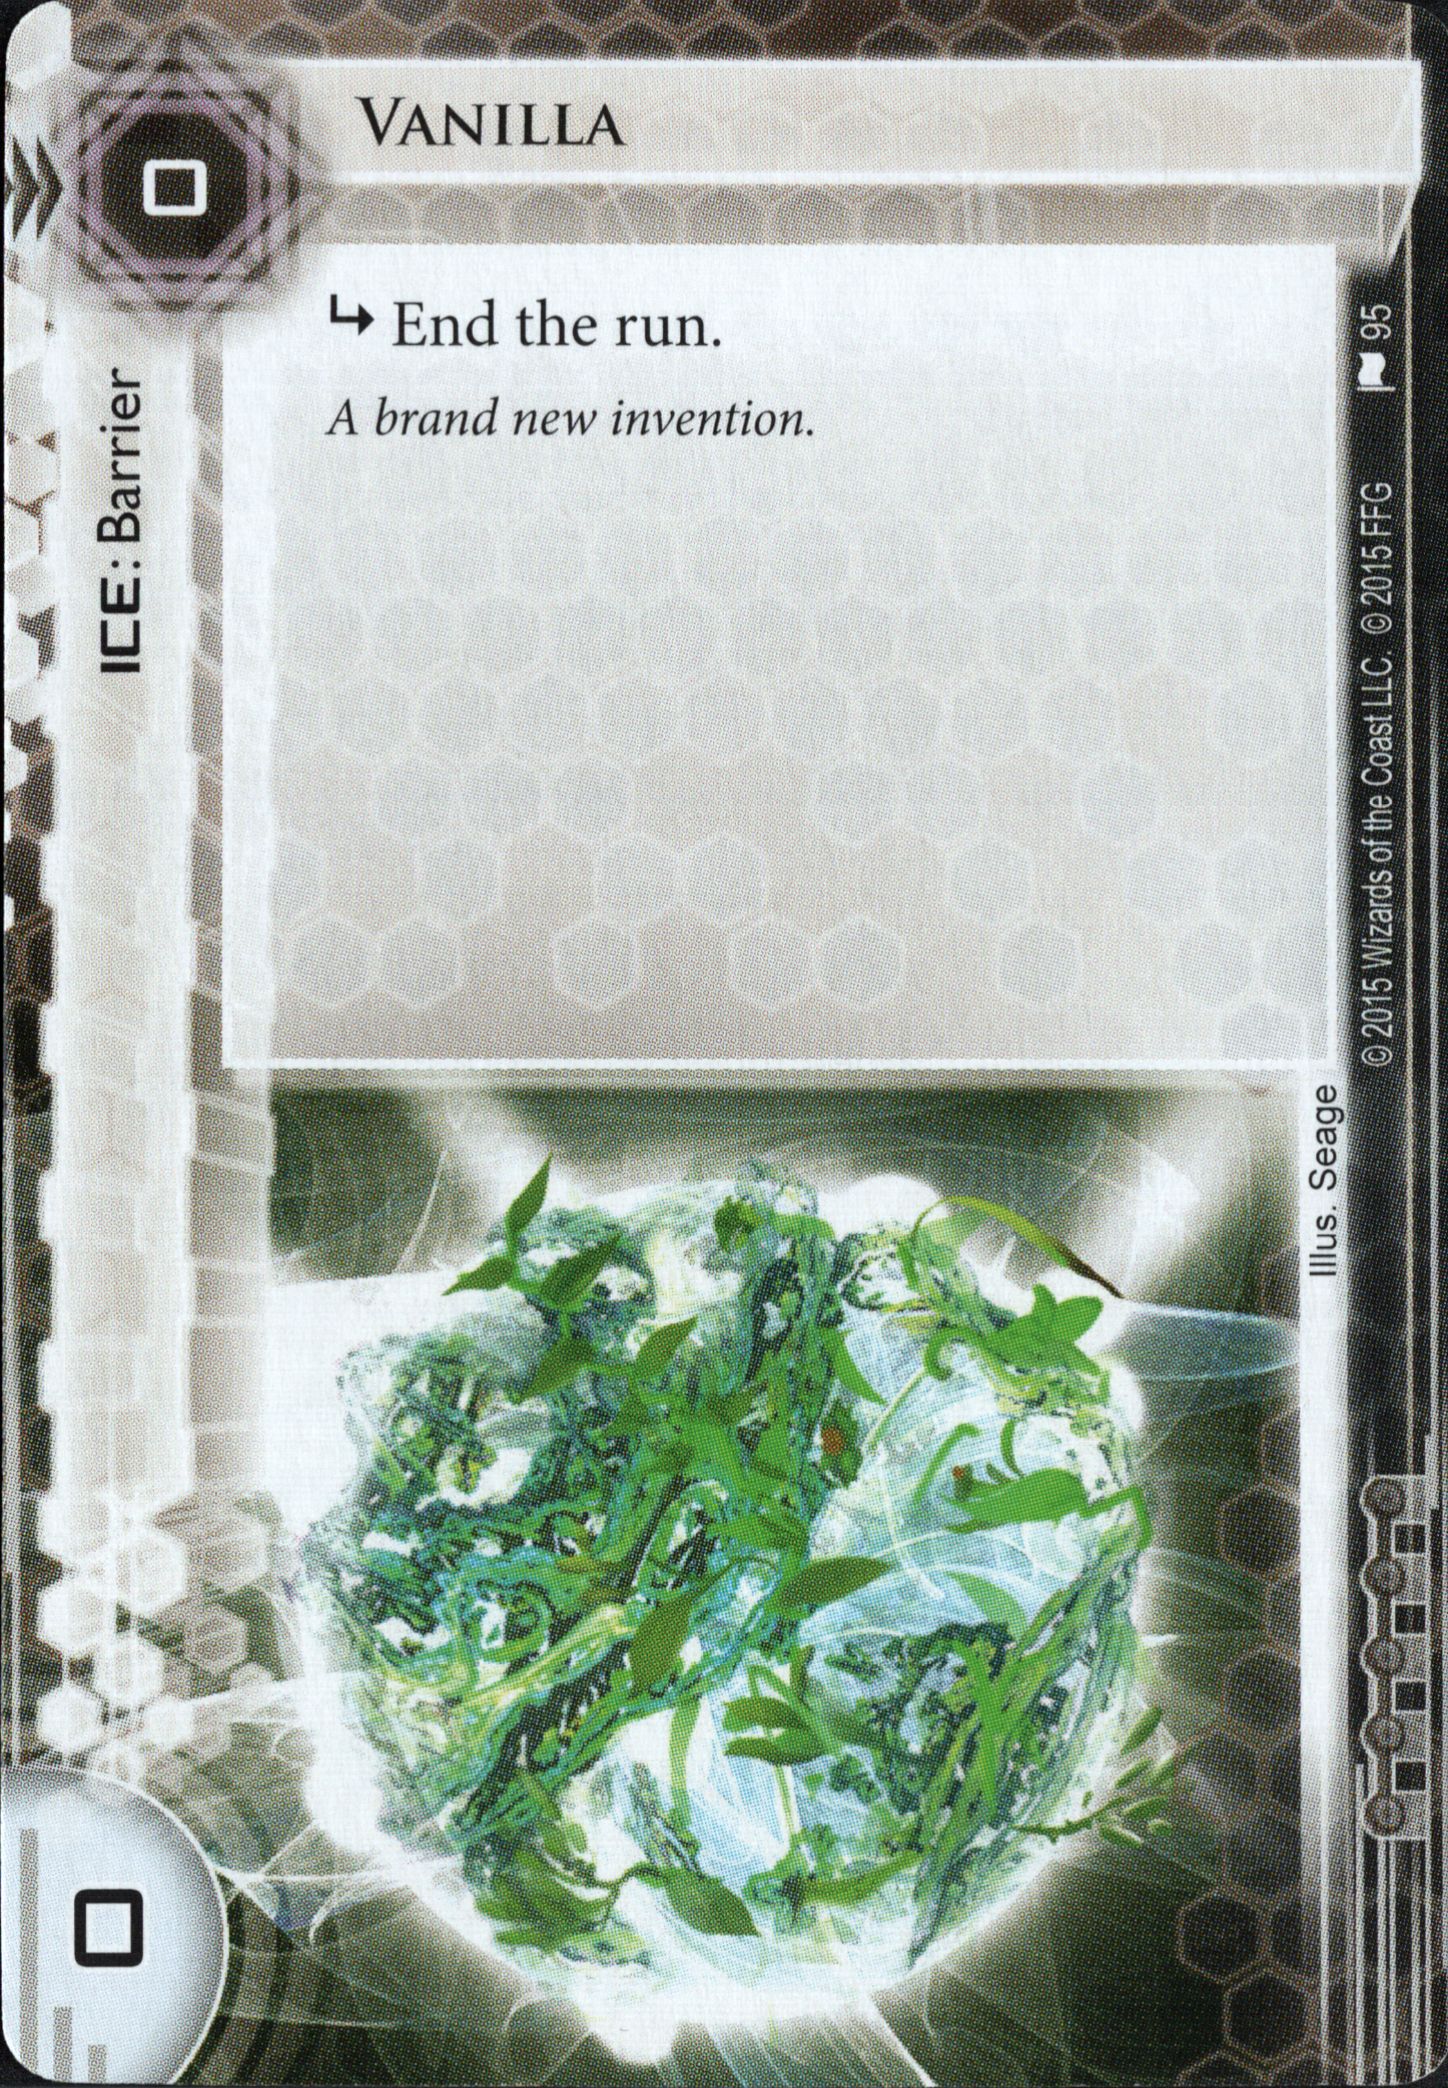 0
VANILLA
ICE: Barrier
↳ End the run.
A brand new invention.
0
Illus. Seage
© 2015 Wizards of the Coast LLC. © 2015 FFG 95